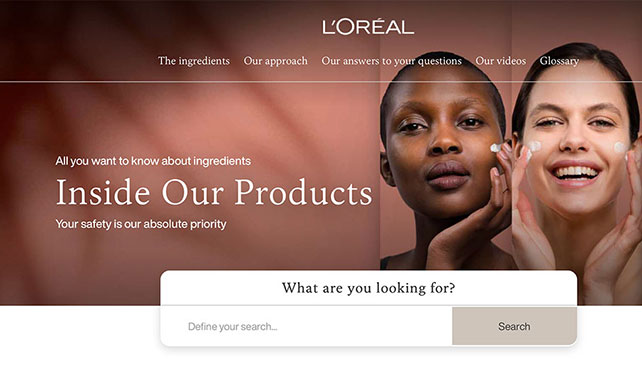 L'ORÉAL
The ingredients Our approach Our answers to your questions Our videos Glossary
All you want to know about ingredients
Inside Our Products
Your safety is our absolute priority
What are you looking for?
Define your search... Search